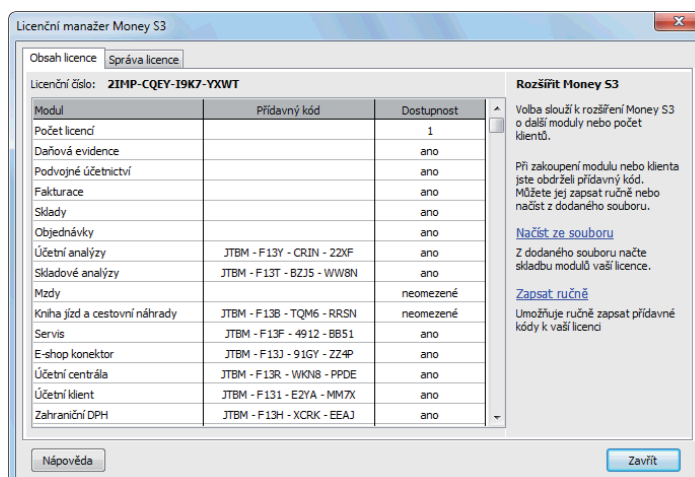 Licenční manažer Money S3
Obsah licence Správa licence
Licenční číslo: 2IMP-CQEY-I9K7-YXWT
Modul Přídavný kód Dostupnost
Počet licencí 1
Daňová evidence ano
Podvojné účetnictví ano
Fakturace ano
Sklady ano
Objednávky ano
Účetní analýzy JTBM - F13Y - CRIN - 22XF ano
Skladové analýzy JTBM - F13T - BZJ5 - WW8N ano
Mzdy neomezené
Kniha jízd a cestovní náhrady JTBM - F13B - TQM6 - RRSN neomezené
Servis JTBM - F13F - 4912 - BB51 ano
E-shop konektor JTBM - F13J - 91GY - ZZ4P ano
Účetní centrála JTBM - F13R - WKN8 - PPDE ano
Účetní klient JTBM - F131 - E2YA - MM7X ano
Zahraniční DPH JTBM - F13H - XCRK - EEAJ ano
Rozšířit Money S3
Volba slouží k rozšíření Money S3
o další moduly nebo počet
klientů.
Při zakoupení modulu nebo klienta
jste obdrželi přídavný kód.
Můžete jej zapsat ručně nebo
načíst z dodaného souboru.
Načíst ze souboru
Z dodaného souboru načte
skladbu modulů vaší licence.
Zapsat ručně
Umožňuje ručně zapsat přídavné
kódy k vaší licenci
Nápověda Zavřít